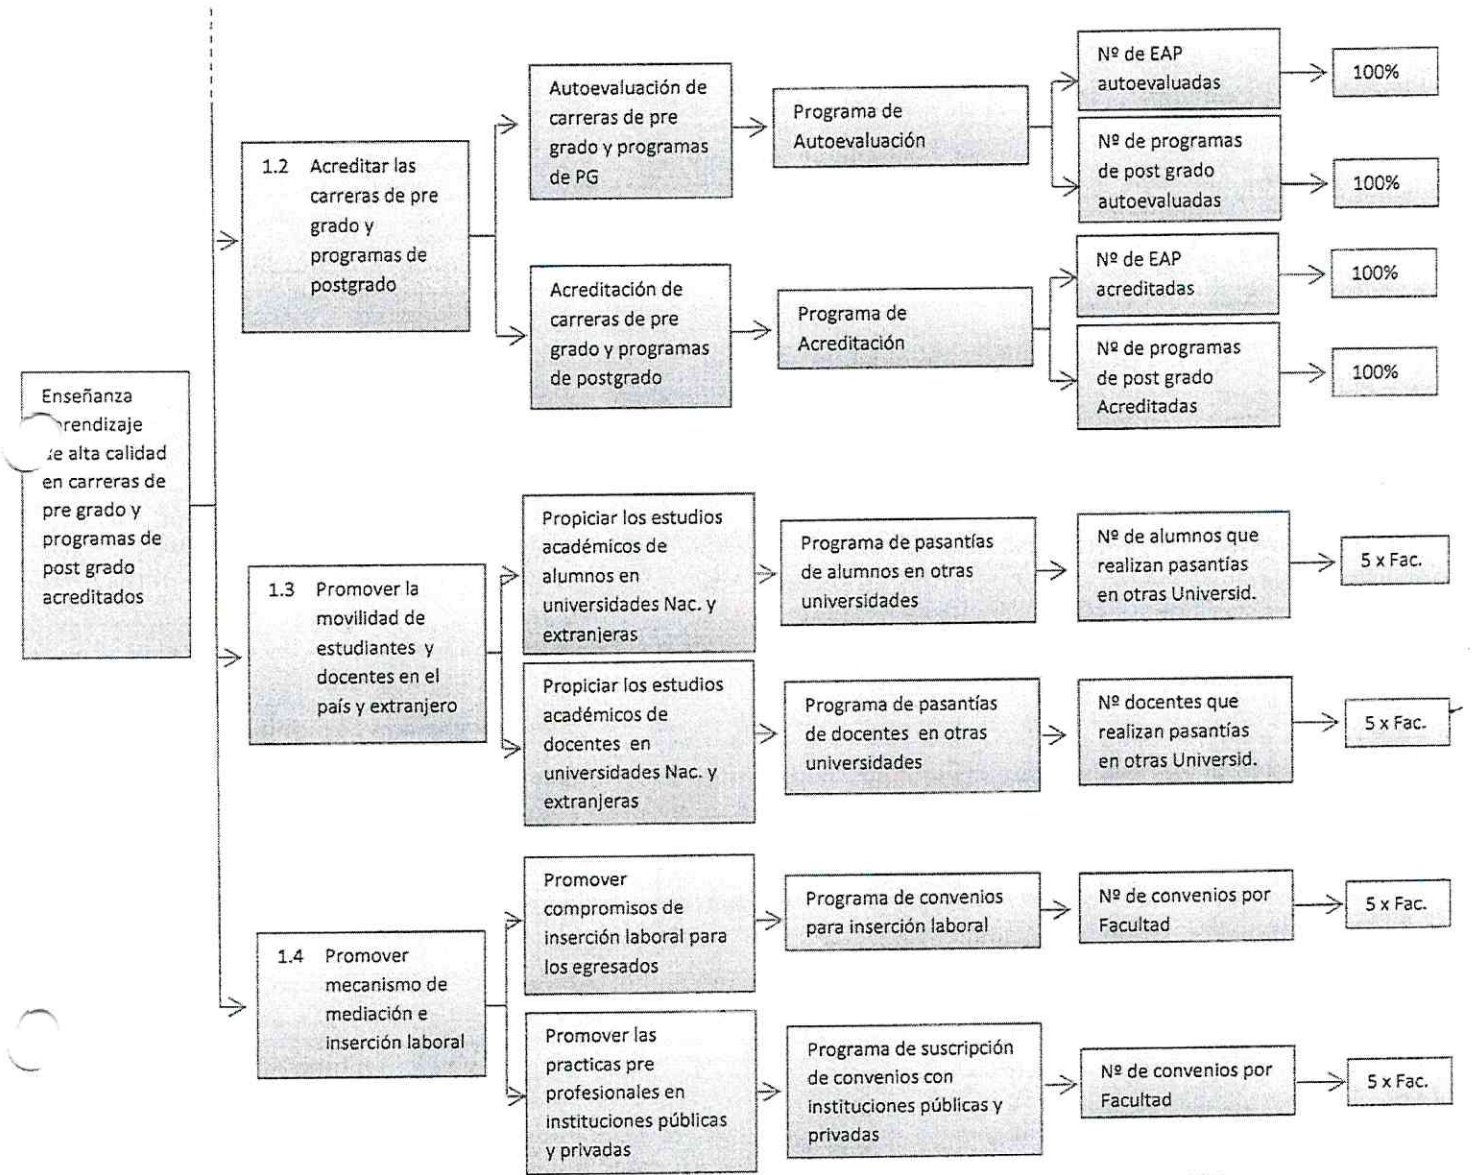 Enseñanza
aprendizaje
de alta calidad
en carreras de
pre grado y
programas de
post grado
acreditados
1.2 Acreditar las
carreras de pre
grado y
programas de
postgrado
Autoevaluación de
carreras de pre
grado y programas
de PG
Programa de
Autoevaluación
Nº de EAP
autoevaluadas
100%
Nº de programas
de post grado
autoevaluadas
100%
Acreditación de
carreras de pre
grado y programas
de postgrado
Programa de
Acreditación
Nº de EAP
acreditadas
100%
Nº de programas
de post grado
Acreditadas
100%
1.3 Promover la
movilidad de
estudiantes y
docentes en el
país y extranjero
Propiciar los estudios
académicos de
alumnos en
universidades Nac. y
extranjeras
Programa de pasantías
de alumnos en otras
universidades
Nº de alumnos que
realizan pasantías
en otras Universid.
5 x Fac.
Propiciar los estudios
académicos de
docentes en
universidades Nac. y
extranjeras
Programa de pasantías
de docentes en otras
universidades
Nº docentes que
realizan pasantías
en otras Universid.
5 x Fac.
1.4 Promover
mecanismo de
mediación e
inserción laboral
Promover
compromisos de
inserción laboral para
los egresados
Programa de convenios
para inserción laboral
Nº de convenios por
Facultad
5 x Fac.
Promover las
practicas pre
profesionales en
instituciones públicas
y privadas
Programa de suscripción
de convenios con
instituciones públicas y
privadas
Nº de convenios por
Facultad
5 x Fac.